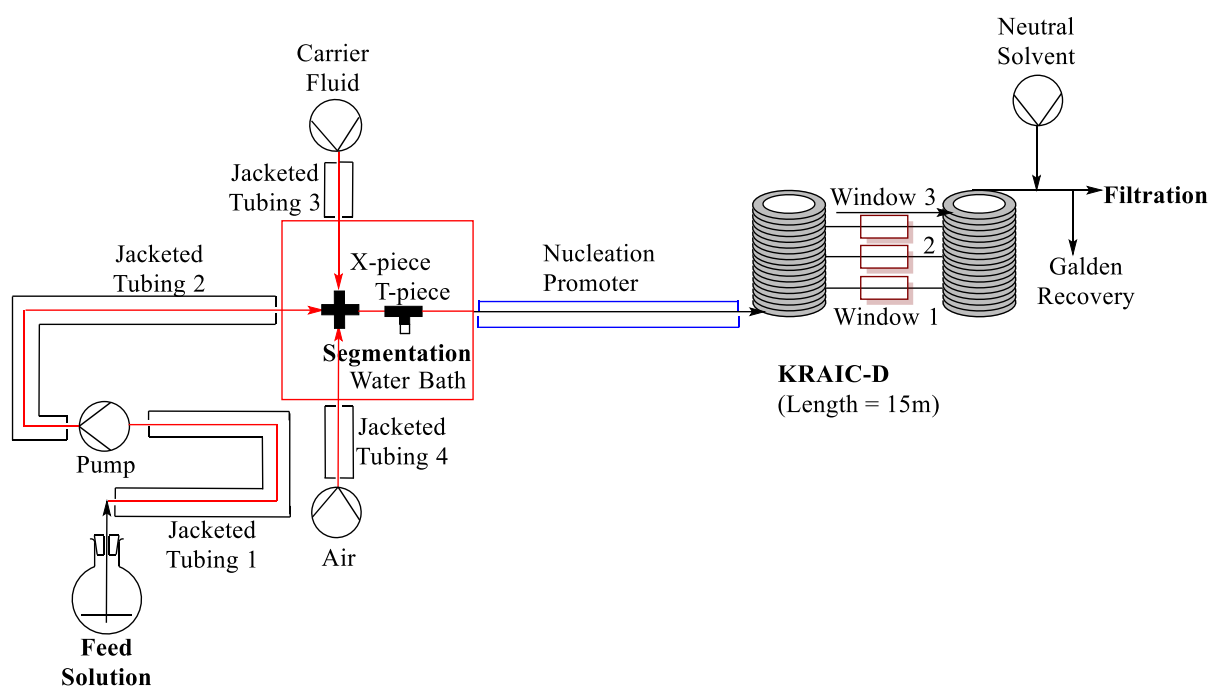 Neutral
Solvent
Carrier
Fluid
Jacketed
Tubing 3
Window 3
Filtration
Jacketed
Tubing 2
X-piece
T-piece
Nucleation
Promoter
2
Galden
Recovery
Window 1
Segmentation
Water Bath
KRAIC-D
(Length = 15m)
Jacketed
Tubing 4
Pump
Jacketed
Tubing 1
Air
Feed
Solution